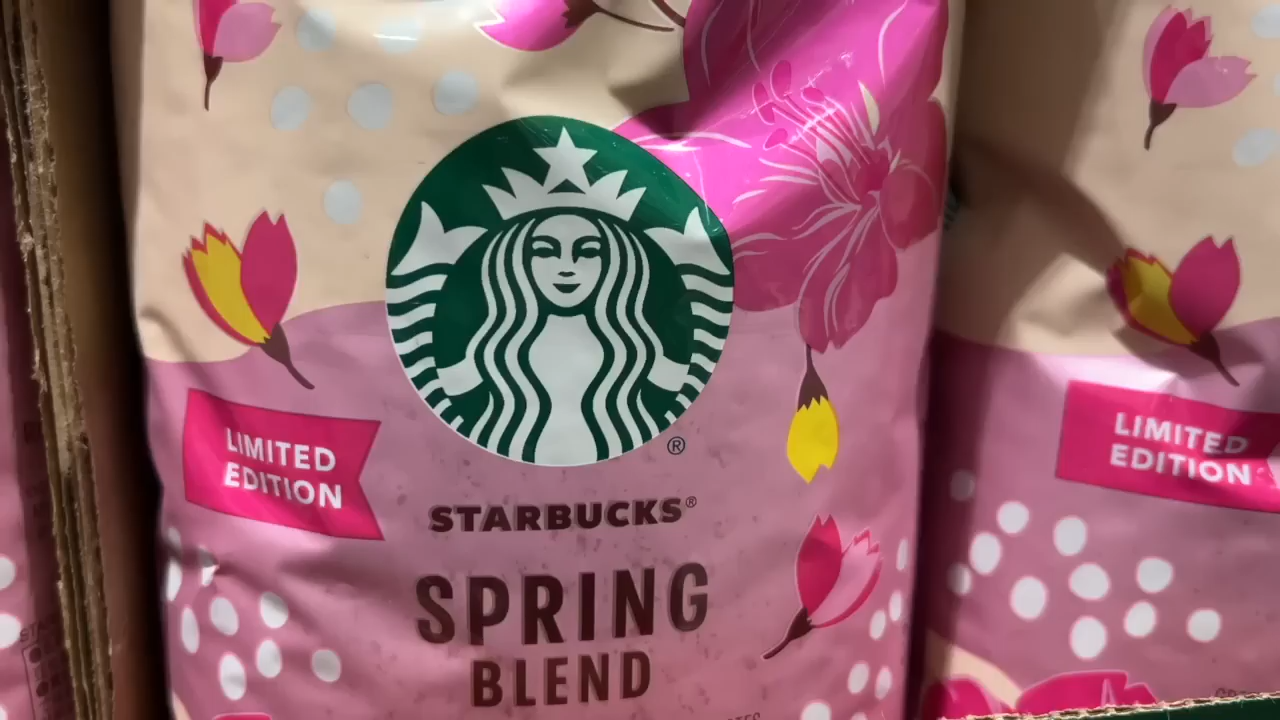 LIMITED
EDITION
®
STARBUCKS®
SPRING
BLEND
LIMITED
EDITION